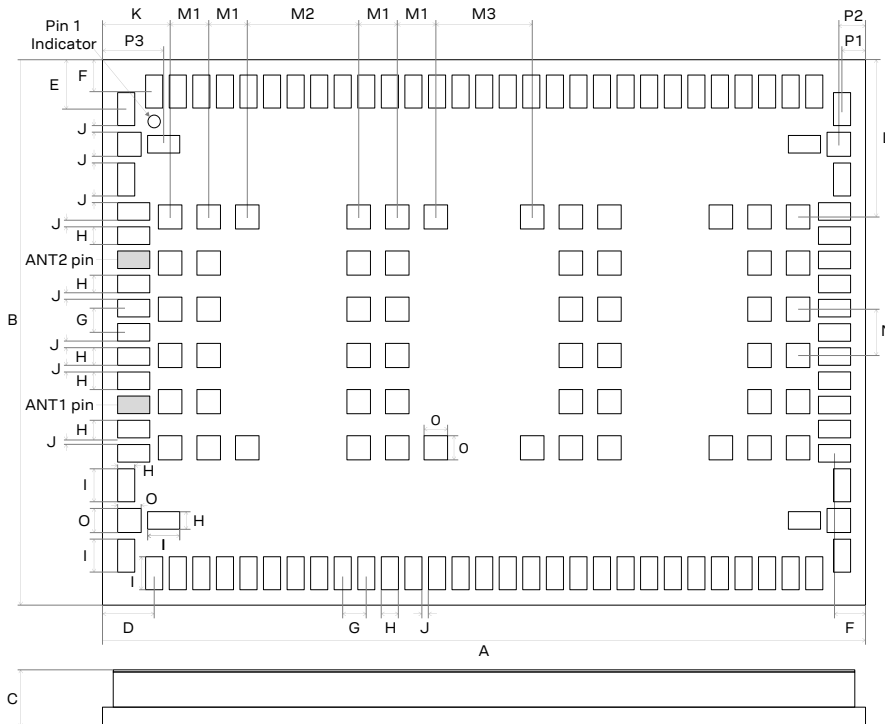 K M1 M1 M2 M1 M1 M3 P2
Pin 1
Indicator
P3 P1
E F
J
J
J
J
H
ANT2 pin
H
J
G
B
N
J
H
J
H
ANT1 pin
O
H
J
O
I H
O
O H
I
I I
D G H J F
A
C